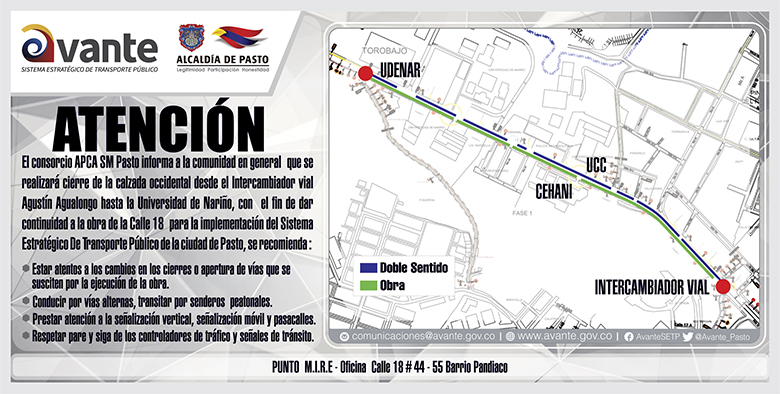 avante
SISTEMA ESTRATÉGICO DE TRANSPORTE PÚBLICO
ALCALDÍA DE PASTO
Legitimidad Participación Honestidad
ATENCIÓN
El consorcio APCA SM Pasto informa a la comunidad en general que se
realizará cierre de la calzada occidental desde el Intercambiador vial
Agustín Agualongo hasta la Universidad de Nariño, con el fin de dar
continuidad a la obra de la Calle 18 para la implementación del Sistema
Estratégico De Transporte Público de la ciudad de Pasto, se recomienda :
Estar atentos a los cambios en los cierres o apertura de vías que se
susciten por la ejecución de la obra.
Conducir por vías alternas, transitar por senderos peatonales.
Prestar atención a la señalización vertical, señalización móvil y pasacalles.
Respetar pare y siga de los controladores de tráfico y señales de tránsito.
TOROBAJO
UDENAR
UCC
CEHANI
FASE 1
INTERCAMBIADOR VIAL
Doble Sentido
Obra
comunicaciones@avante.gov.co | www.avante.gov.co | AvanteSETP @Avante_Pasto
PUNTO M.I.R.E - Oficina Calle 18 # 44 - 55 Barrio Pandiaco